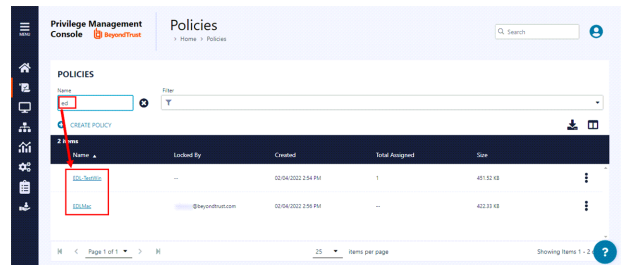 MENU
Privilege Management
Console BeyondTrust
Policies
› Home › Policies
Search
POLICIES
Name
Filter
ed
CREATE POLICY
2 items
Name
Locked By
Created
Total Assigned
Size
EDL-TestWin
--
02/04/2022 2:54 PM
1
451.52 KB
EDLMac
@beyondtrust.com
02/04/2022 2:56 PM
--
422.33 KB
Page 1 of 1
25
items per page
Showing Items 1 - 2
?